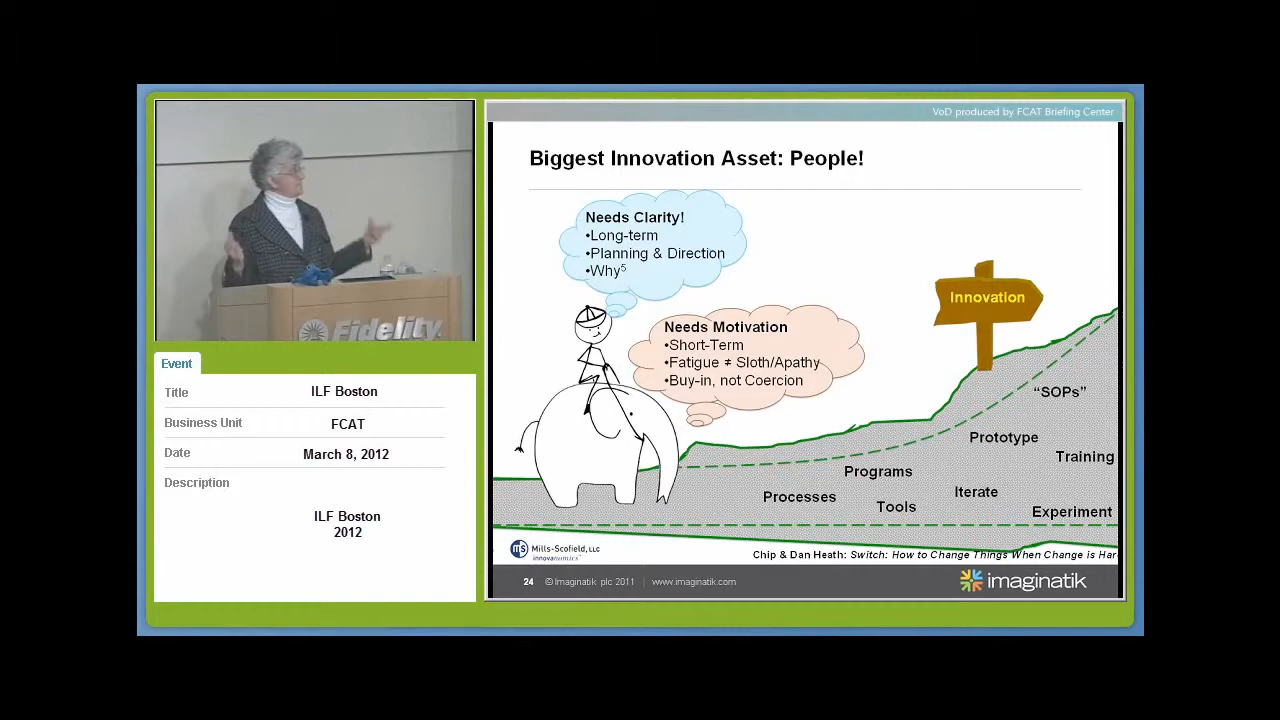 VoD produced by FCAT Briefing Center
Biggest Innovation Asset: People!
Needs Clarity!
•Long-term
•Planning & Direction
•Why⁵
Innovation
Needs Motivation
•Short-Term
•Fatigue ≠ Sloth/Apathy
•Buy-in, not Coercion
Fidelity
Event
Title ILF Boston
Business Unit FCAT
Date March 8, 2012
Description
ILF Boston
2012
“SOPs”
Prototype
Training
Programs
Processes
Iterate
Tools
Experiment
MS Mills-Scofield, LLC
innovanomics
Chip & Dan Heath: Switch: How to Change Things When Change is Har
24 © Imaginatik plc 2011 | www.imaginatik.com
imaginatik